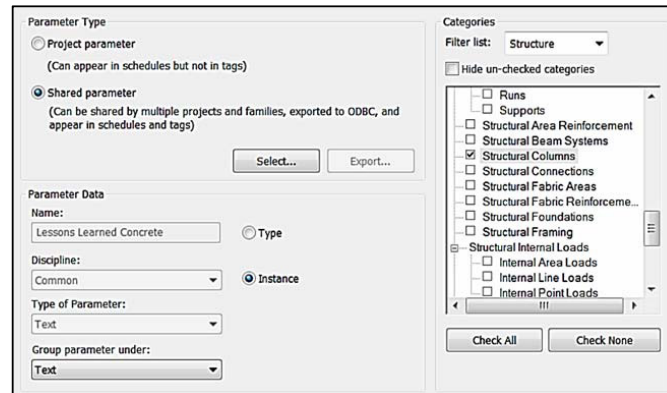 Parameter Type
Project parameter
(Can appear in schedules but not in tags)
Shared parameter
(Can be shared by multiple projects and families, exported to ODBC, and
appear in schedules and tags)
Select...
Export...
Parameter Data
Name:
Lessons Learned Concrete
Type
Discipline:
Common
Instance
Type of Parameter:
Text
Group parameter under:
Text
Categories
Filter list:
Structure
Hide un-checked categories
Runs
Supports
Structural Area Reinforcement
Structural Beam Systems
Structural Columns
Structural Connections
Structural Fabric Areas
Structural Fabric Reinforceme...
Structural Foundations
Structural Framing
Structural Internal Loads
Internal Area Loads
Internal Line Loads
Internal Point Loads
Check All
Check None